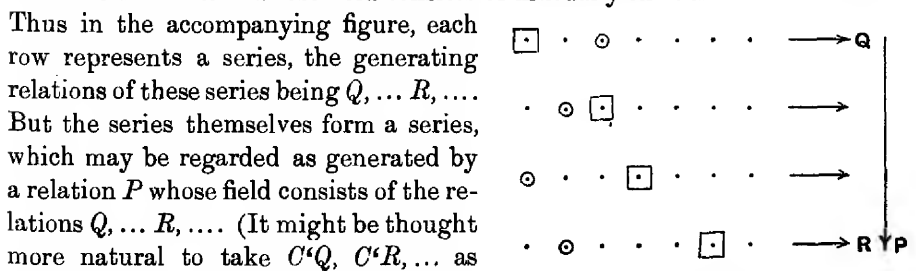 Thus in the accompanying figure, each
row represents a series, the generating
relations of these series being Q, ... R, ....
But the series themselves form a series,
which may be regarded as generated by
a relation P whose field consists of the re-
lations Q, ... R, .... (It might be thought
more natural to take C‘Q, C‘R, ... as
Q
R P